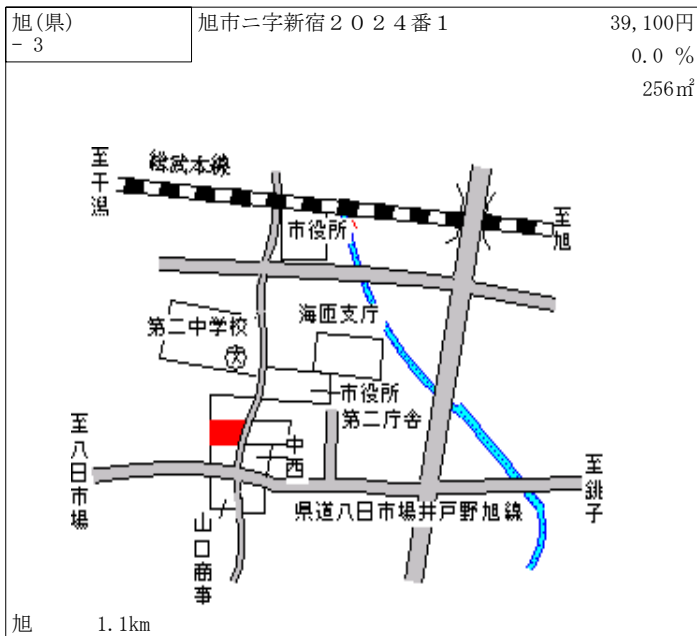 旭(県)
- 3
旭市ニ字新宿２０２４番１
39,100円
0.0 %
256㎡
至干潟
総武本線
至旭
市役所
海匝支庁
第二中学校
文
市役所
第二庁舎
至八日市場
中西
至銚子
県道八日市場井戸野旭線
山口商事
旭 1.1km